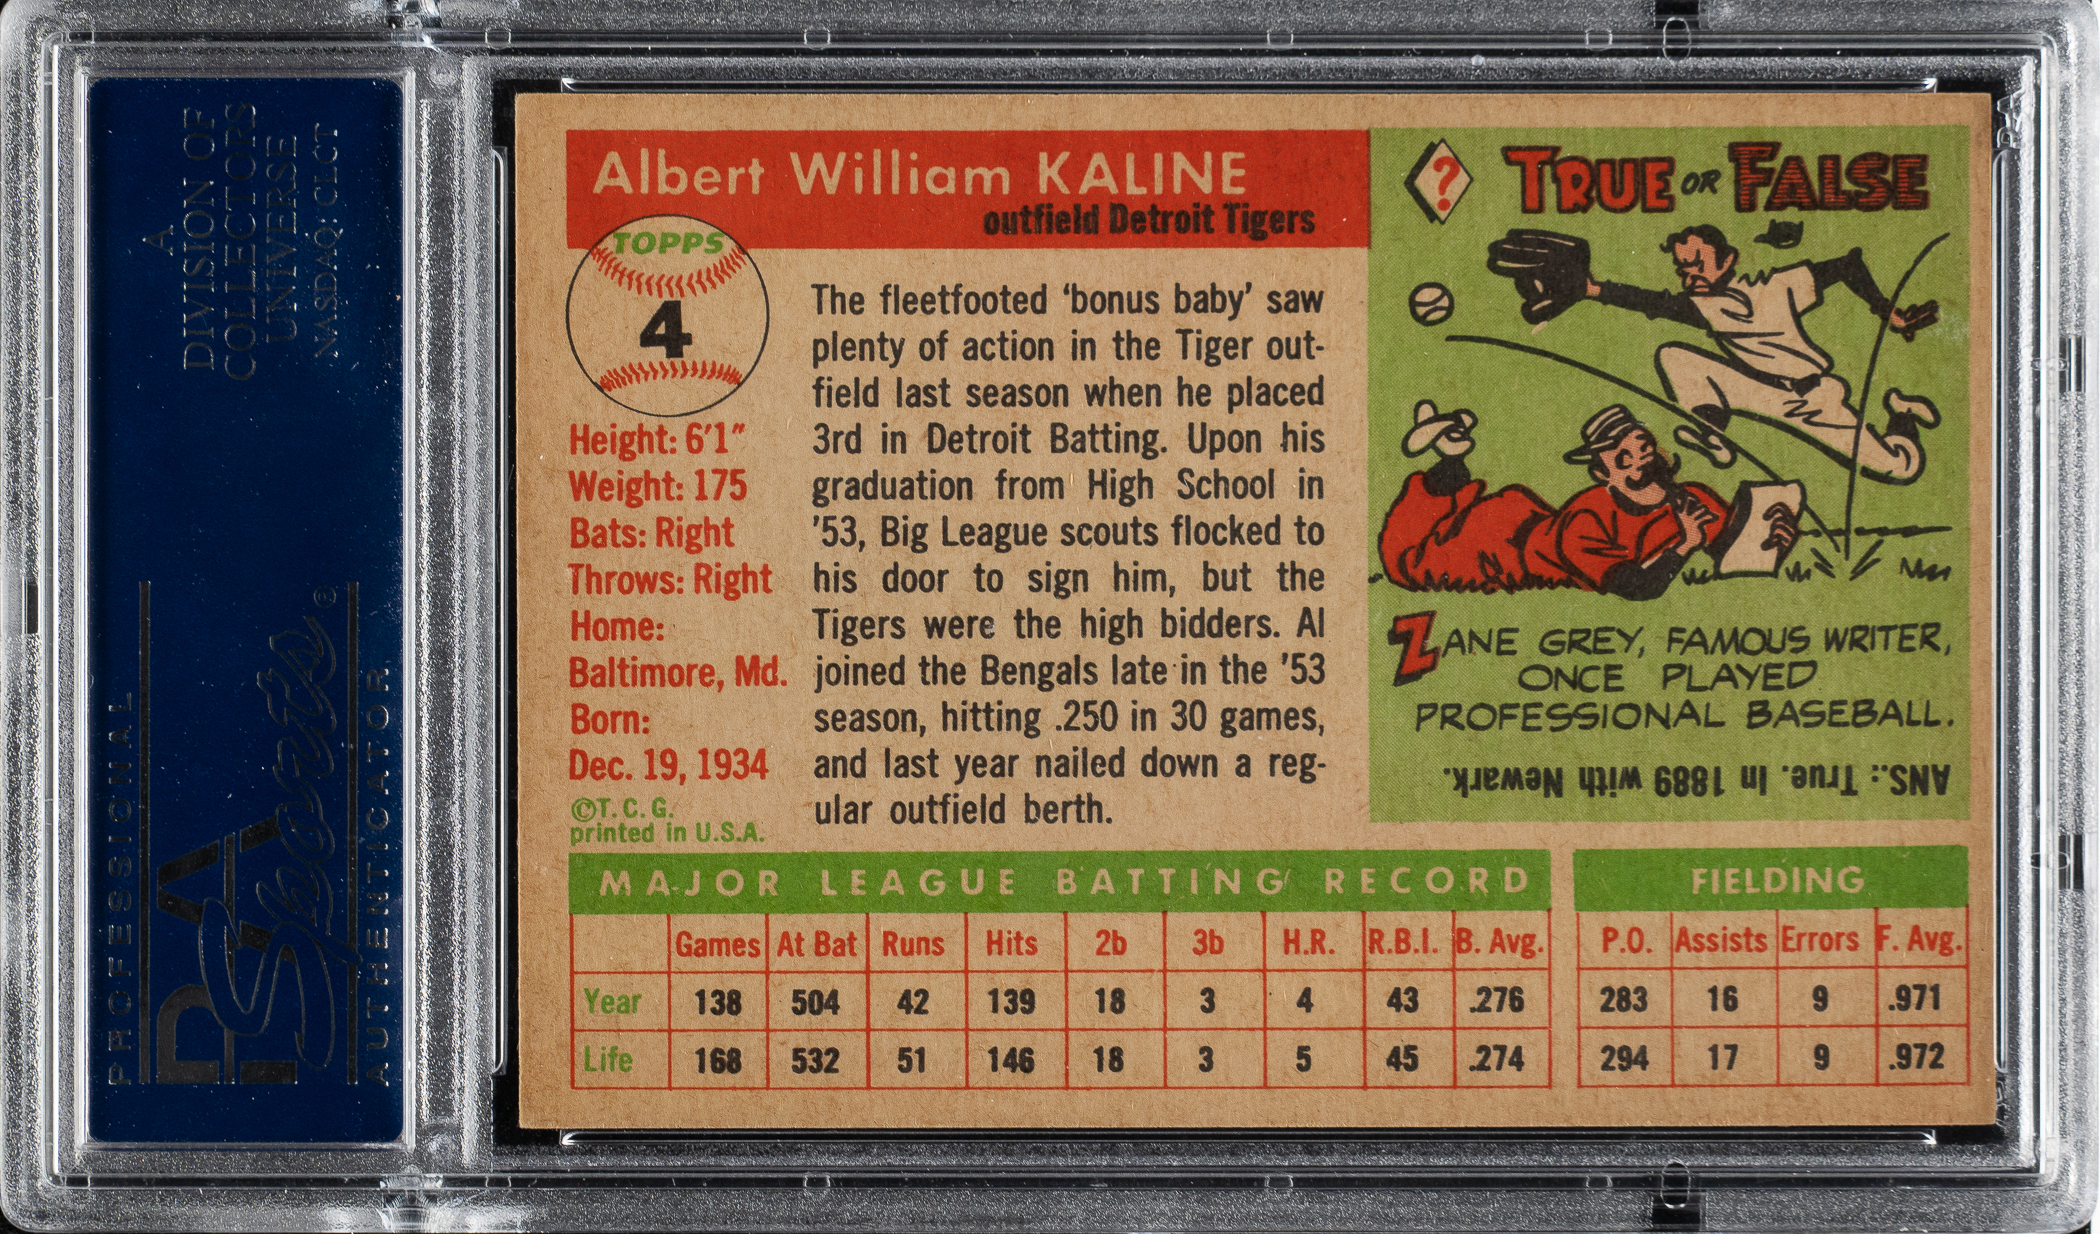 A
DIVISION OF
COLLECTORS
UNIVERSE
NASDAQ: CLCT
PROFESSIONAL
PSA
Sports®
AUTHENTICATOR
Albert William KALINE
outfield Detroit Tigers
TOPPS
4
Height: 6'1"
Weight: 175
Bats: Right
Throws: Right
Home:
Baltimore, Md.
Born:
Dec. 19, 1934
©T.C.G.
printed in U.S.A.
The fleetfooted ‘bonus baby’ saw
plenty of action in the Tiger out-
field last season when he placed
3rd in Detroit Batting. Upon his
graduation from High School in
’53, Big League scouts flocked to
his door to sign him, but the
Tigers were the high bidders. Al
joined the Bengals late in the ’53
season, hitting .250 in 30 games,
and last year nailed down a reg-
ular outfield berth.
? TRUE OR FALSE
ZANE GREY, FAMOUS WRITER,
ONCE PLAYED
PROFESSIONAL BASEBALL.
ANS.: True. In 1889 with Newark.
MAJOR LEAGUE BATTING RECORD
Games At Bat Runs Hits 2b 3b H.R. R.B.I. B. Avg.
Year 138 504 42 139 18 3 4 43 .276
Life 168 532 51 146 18 3 5 45 .274
FIELDING
P.O. Assists Errors F. Avg.
283 16 9 .971
294 17 9 .972